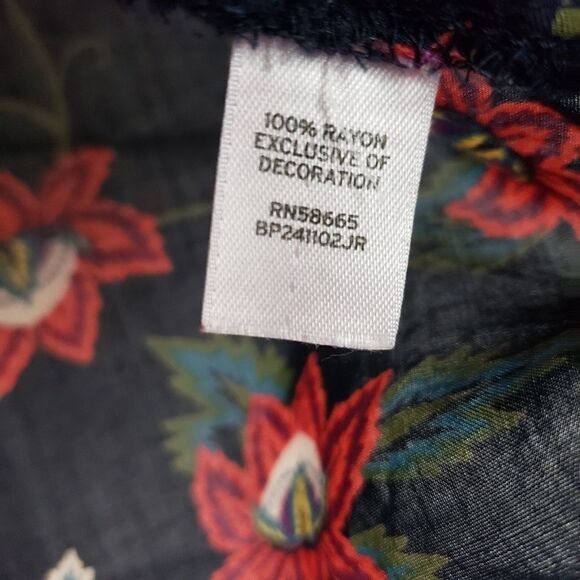 100% RAYON
EXCLUSIVE OF
DECORATION
RN58665
BP241102JR